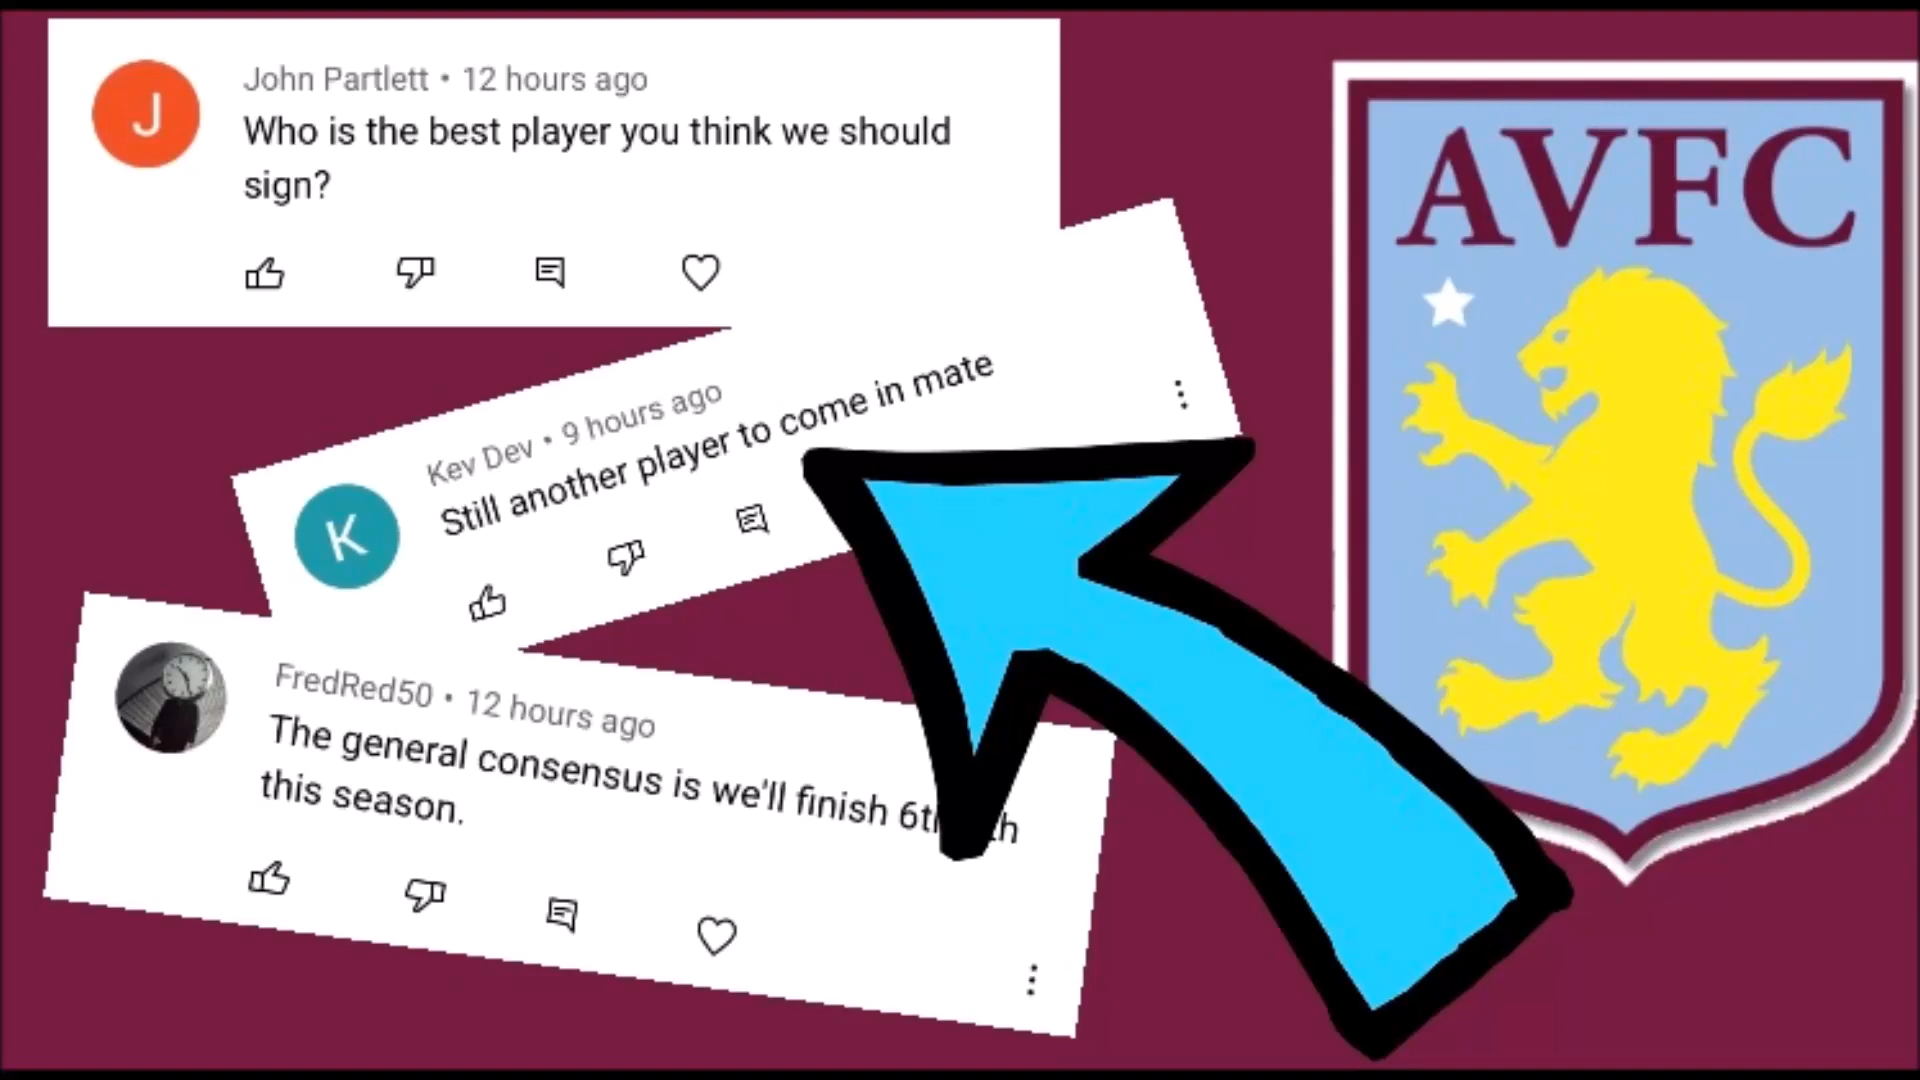 J
John Partlett • 12 hours ago
Who is the best player you think we should
sign?
K
Kev Dev • 9 hours ago
Still another player to come in mate
FredRed50 • 12 hours ago
The general consensus is we'll finish
this season.
AVFC